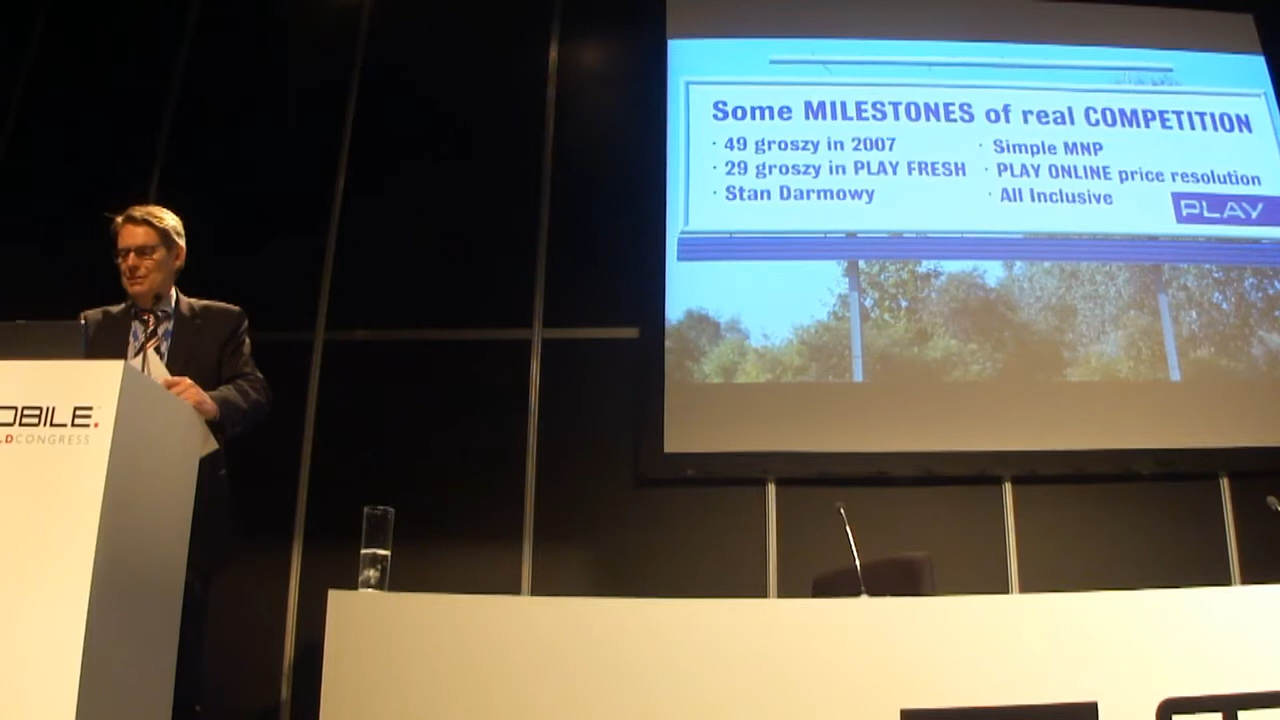 Some MILESTONES of real COMPETITION
· 49 groszy in 2007
· 29 groszy in PLAY FRESH
· Stan Darmowy
· Simple MNP
· PLAY ONLINE price resolution
· All Inclusive
PLAY
OBILE.
LDCONGRESS